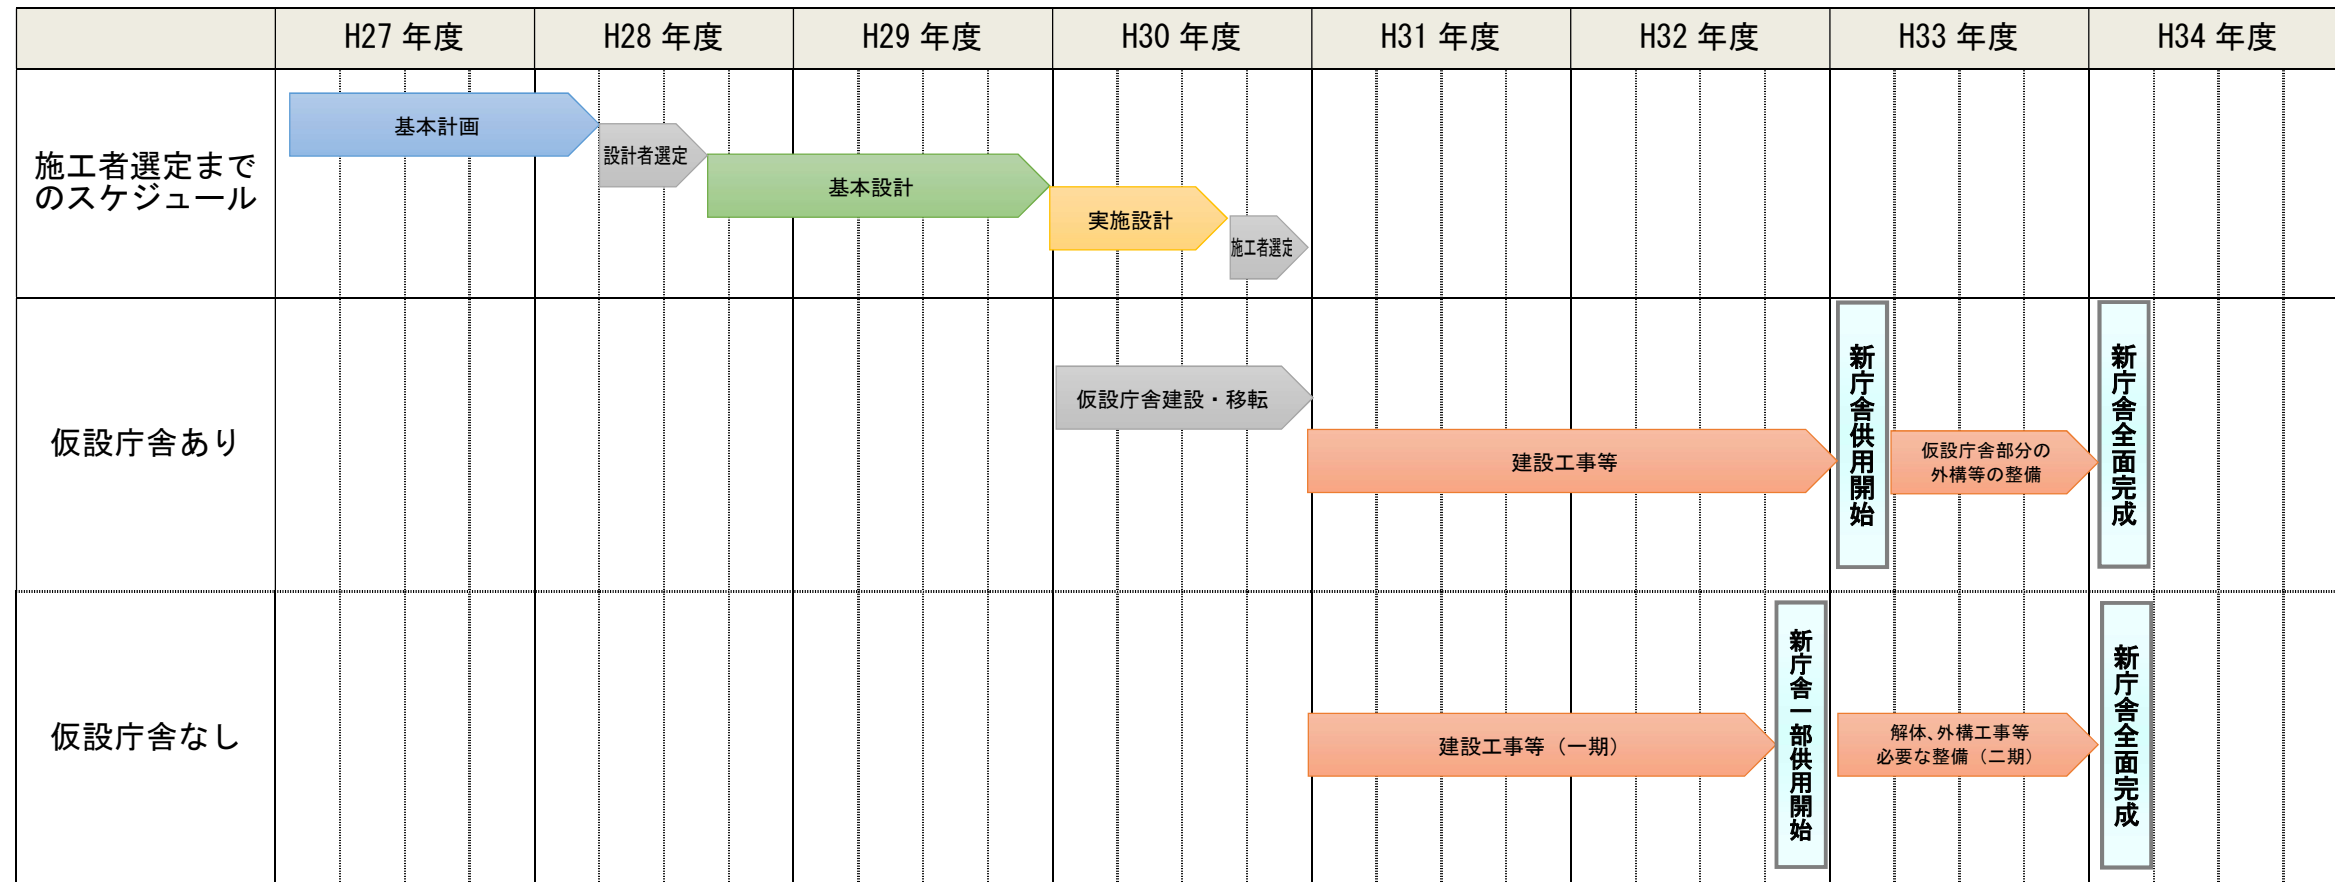 H27 年度
H28 年度
H29 年度
H30 年度
H31 年度
H32 年度
H33 年度
H34 年度
施工者選定まで
のスケジュール
基本計画
設計者選定
基本設計
実施設計
施工者選定
仮設庁舎あり
仮設庁舎建設・移転
建設工事等
新庁舎供用開始
仮設庁舎部分の
外構等の整備
新庁舎全面完成
仮設庁舎なし
建設工事等（一期）
新庁舎一部供用開始
解体、外構工事等
必要な整備（二期）
新庁舎全面完成